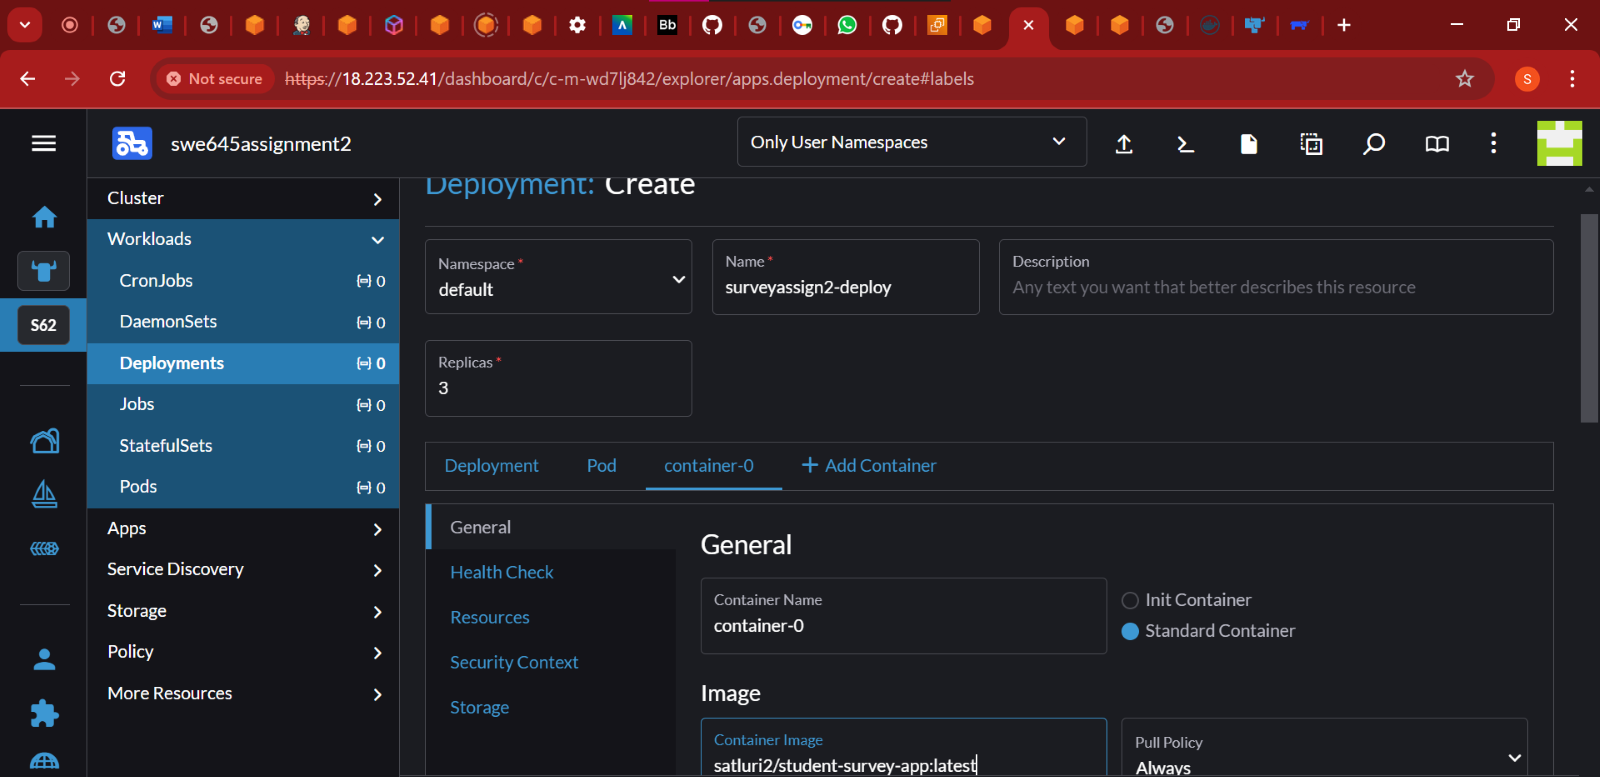 Bb
Not secure
https://18.223.52.41/dashboard/c/c-m-wd7lj842/explorer/apps.deployment/create#labels
S
swe645assignment2
Only User Namespaces
S62
Cluster
Workloads
CronJobs 0
DaemonSets 0
Deployments 0
Jobs 0
StatefulSets 0
Pods 0
Apps
Service Discovery
Storage
Policy
More Resources
Deployment: Create
Namespace *
default
Name *
surveyassign2-deploy
Description
Any text you want that better describes this resource
Replicas *
3
Deployment Pod container-0 + Add Container
General
Health Check
Resources
Security Context
Storage
General
Container Name
container-0
Init Container
Standard Container
Image
Container Image
satluri2/student-survey-app:latest
Pull Policy
Always